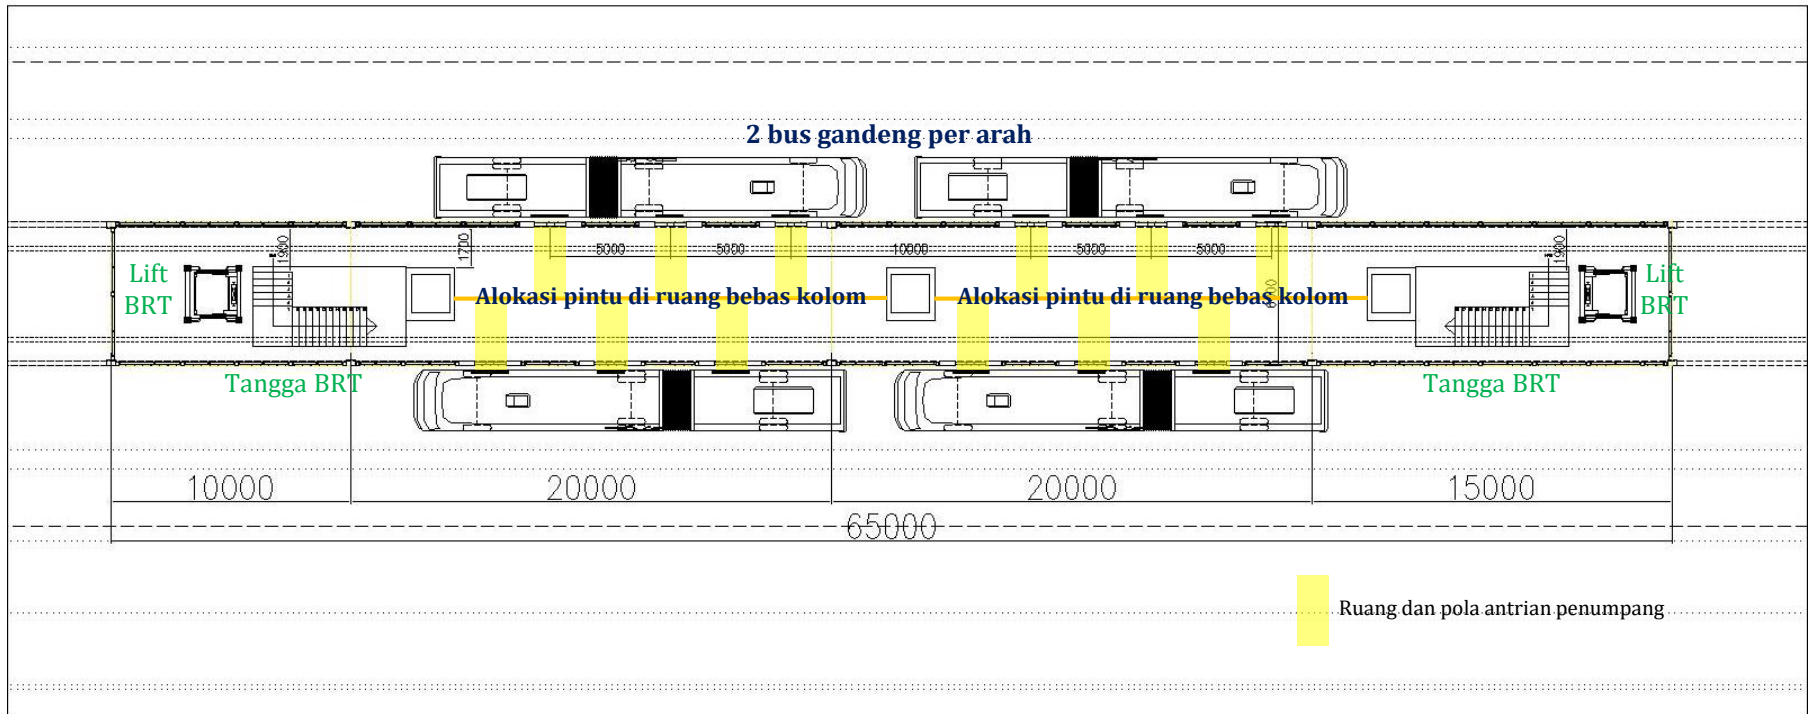 2 bus gandeng per arah
1900
1700
5000
5000
10000
5000
5000
1900
Lift
BRT
Alokasi pintu di ruang bebas kolom
Alokasi pintu di ruang bebas kolom
Lift
BRT
Tangga BRT
Tangga BRT
10000
20000
20000
15000
65000
Ruang dan pola antrian penumpang